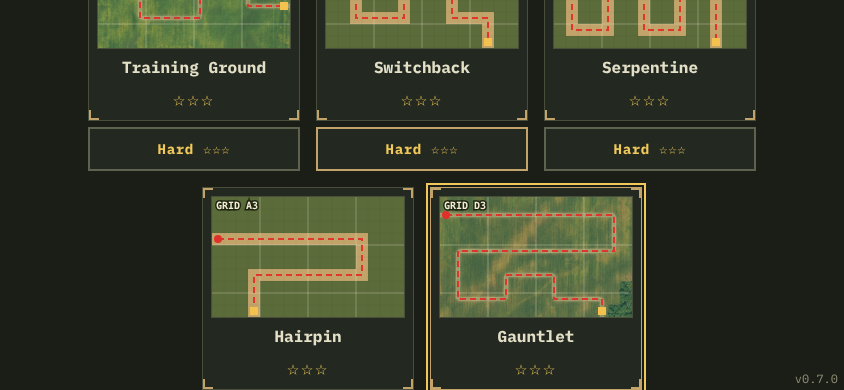 Training Ground
☆☆☆
Switchback
☆☆☆
Serpentine
☆☆☆
Hard ☆☆☆
Hard ☆☆☆
Hard ☆☆☆
GRID A3
Hairpin
☆☆☆
GRID D3
Gauntlet
☆☆☆
v0.7.0